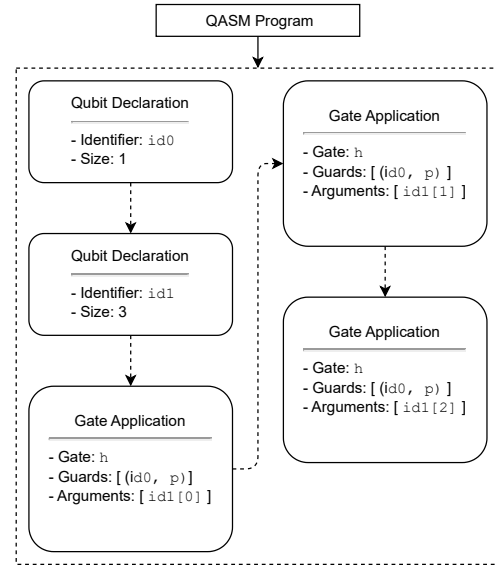 QASM Program
Qubit Declaration
- Identifier: id0
- Size: 1
Qubit Declaration
- Identifier: id1
- Size: 3
Gate Application
- Gate: h
- Guards: [ (id0, p)]
- Arguments: [ id1[0] ]
Gate Application
- Gate: h
- Guards: [ (id0, p) ]
- Arguments: [ id1[1] ]
Gate Application
- Gate: h
- Guards: [ (id0, p) ]
- Arguments: [ id1[2] ]